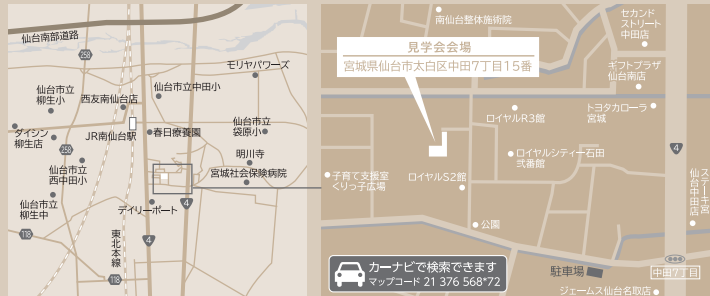 仙台南部道路
258
モリヤパワーズ
仙台市立
柳生小
西友南仙台店
仙台市立中田小
ダイシン
柳生店
JR南仙台駅
春日療養園
仙台市立
袋原小
258
仙台市立
西中田小
明川寺
宮城社会保険病院
仙台市立
柳生中
デイリーポート
4
118
東北本線
4
118
南仙台整体施術院
セカンド
ストリート
中田店
見学会会場
宮城県仙台市太白区中田7丁目15番
ギフトプラザ
仙台南店
ロイヤルR3館
トヨタカローラ
宮城
ロイヤルシティー石田
弐番館
4
子育て支援室
くりっ子広場
ロイヤルS2館
ステーキ宮
仙台中田店
公園
カーナビで検索できます
マップコード 21 376 568*72
駐車場
中田7丁目
ジェームス仙台名取店